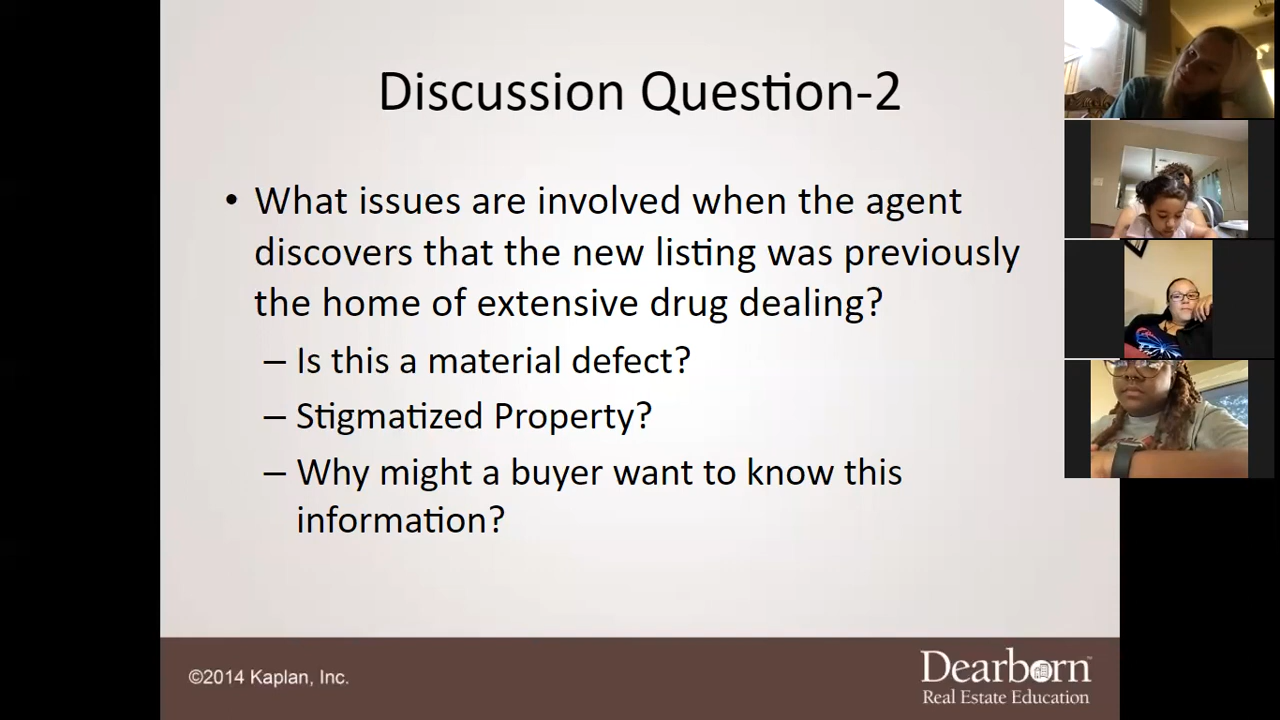 Discussion Question-2
• What issues are involved when the agent
discovers that the new listing was previously
the home of extensive drug dealing?
– Is this a material defect?
– Stigmatized Property?
– Why might a buyer want to know this
information?
©2014 Kaplan, Inc.
Dearborn™
Real Estate Education